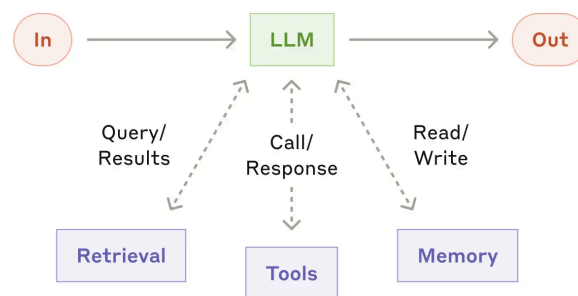 In
LLM
Out
Query/
Results
Call/
Response
Read/
Write
Retrieval
Tools
Memory